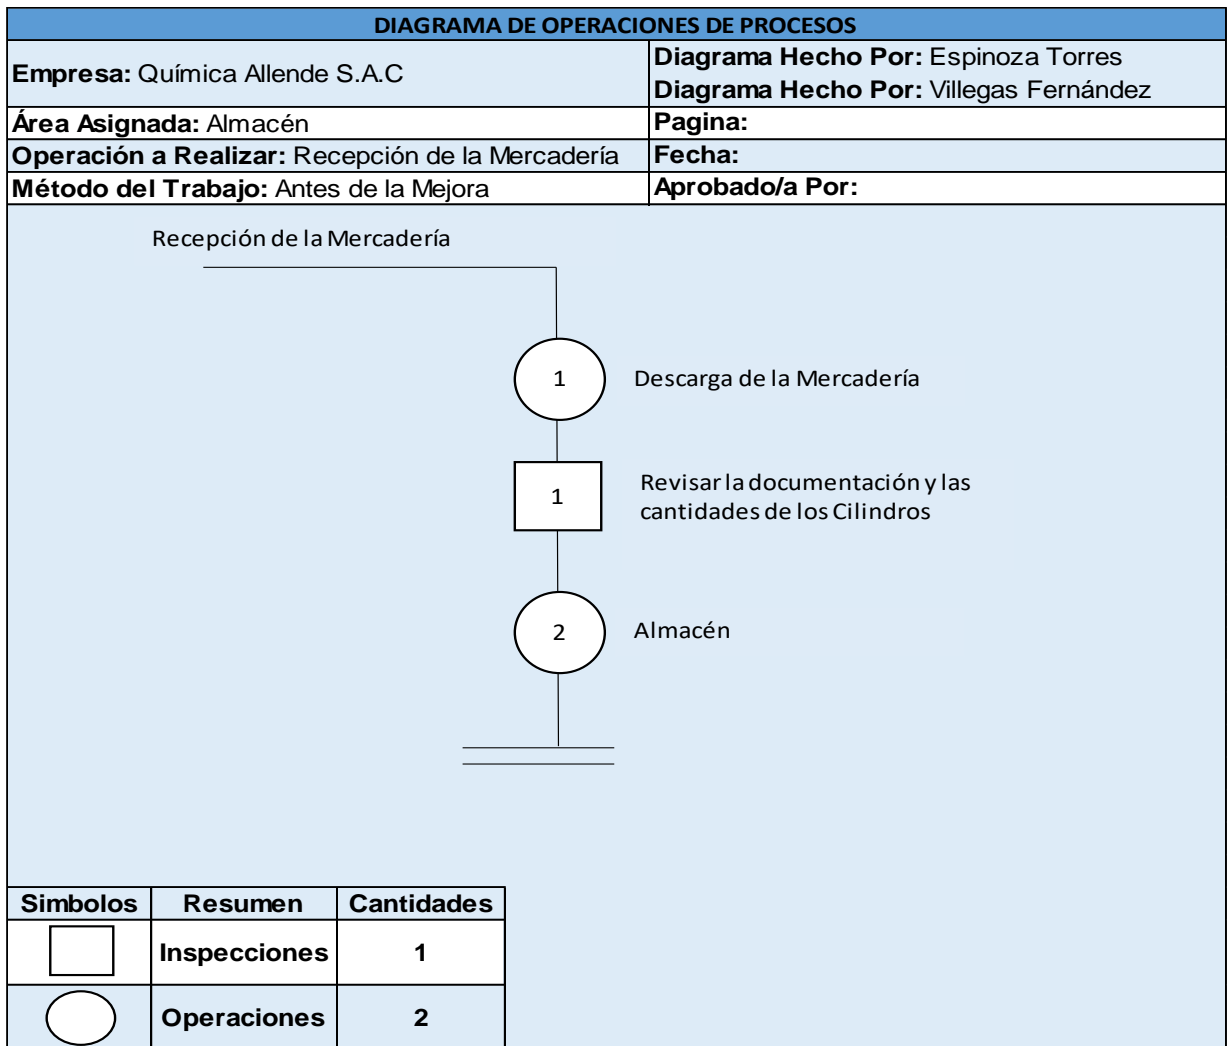 DIAGRAMA DE OPERACIONES DE PROCESOS
Empresa: Química Allende S.A.C
Diagrama Hecho Por: Espinoza Torres
Diagrama Hecho Por: Villegas Fernández
Área Asignada: Almacén
Pagina:
Operación a Realizar: Recepción de la Mercadería
Fecha:
Método del Trabajo: Antes de la Mejora
Aprobado/a Por:
Recepción de la Mercadería
1
Descarga de la Mercadería
1
Revisar la documentación y las
cantidades de los Cilindros
2
Almacén
Simbolos Resumen Cantidades
Inspecciones 1
Operaciones 2